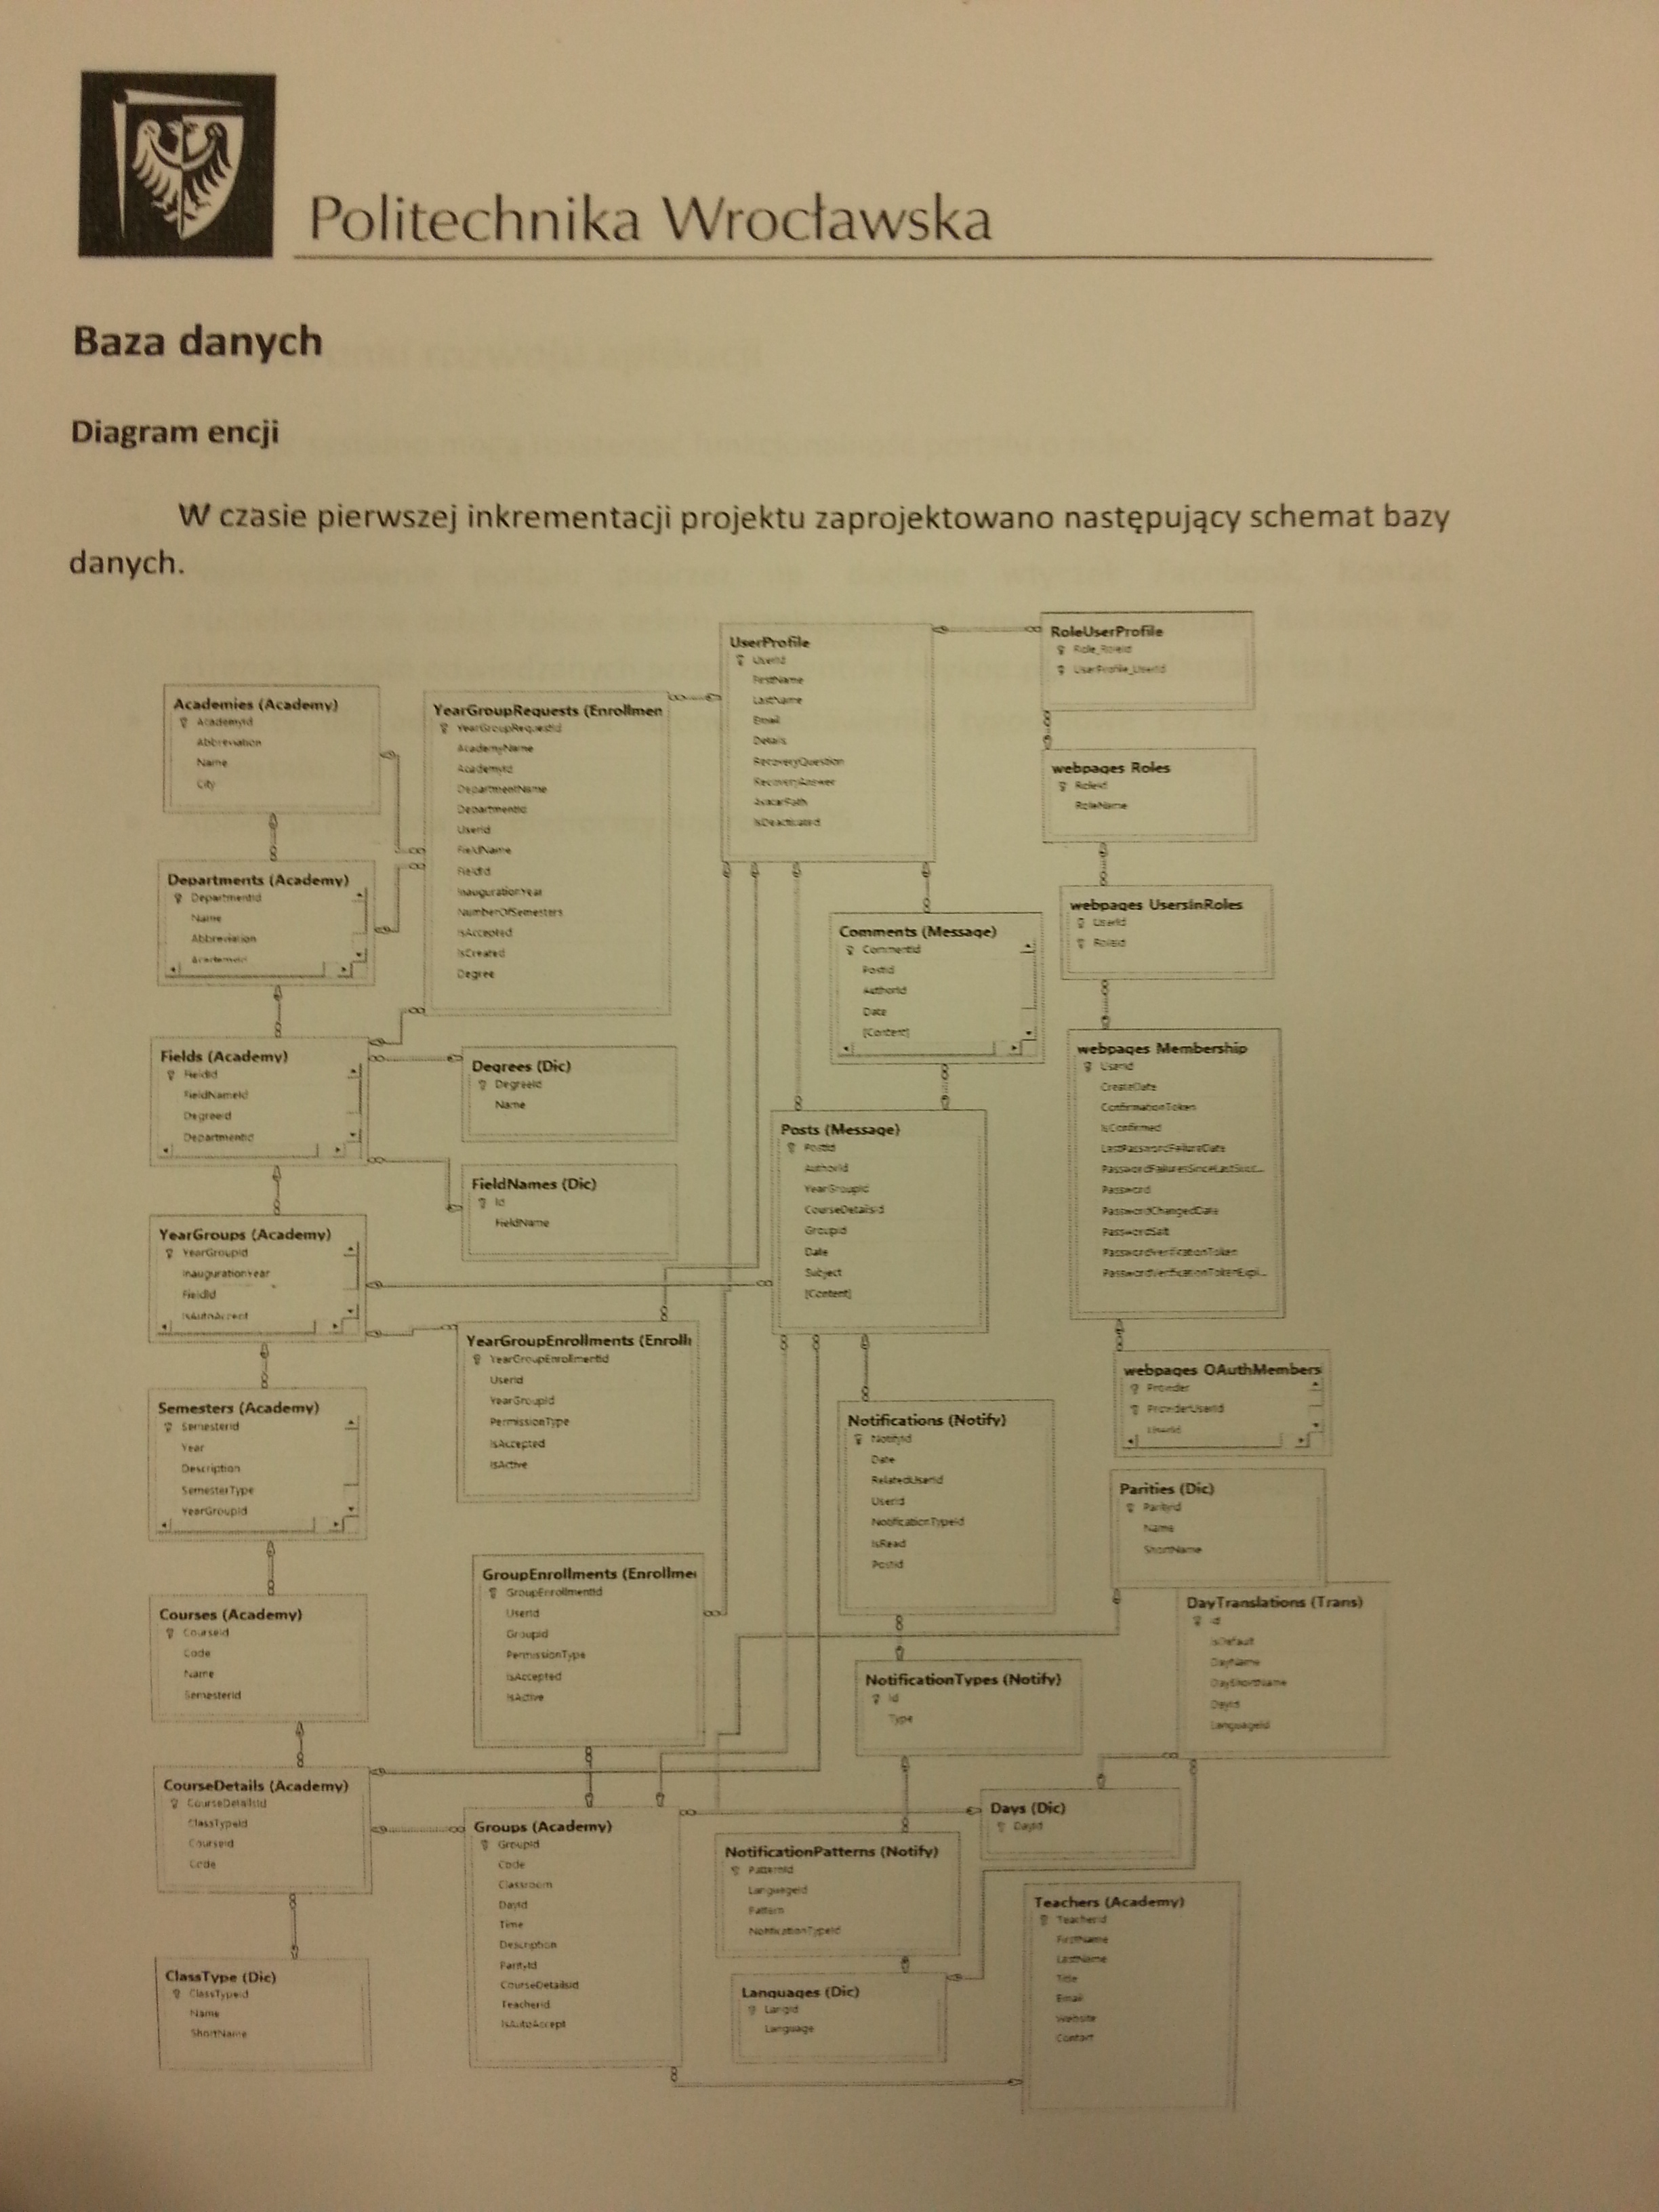 Politechnika Wrocławska
Baza danych
Diagram encji
W czasie pierwszej inkrementacji projektu zaprojektowano następujący schemat bazy
danych.
UserProfile
UserId
FirstName
LastName
Email
Details
RecoveryQuestion
RecoveryAnswer
AvatarPath
IsDeactivated
RoleUserProfile
Role_RoleId
UserProfile_UserId
Academies (Academy)
AcademyId
Abbreviation
Name
City
YearGroupRequests (Enrollmen
YearGroupRequestId
AcademyName
AcademyId
DepartmentName
DepartmentId
UserId
FieldName
FieldId
InaugurationYear
NumberOfSemesters
IsAccepted
IsCreated
Degree
webpages Roles
RoleId
RoleName
Departments (Academy)
DepartmentId
Name
Abbreviation
AcademyId
webpages UsersInRoles
UserId
RoleId
Comments (Message)
CommentId
PostId
AuthorId
Date
[Content]
Fields (Academy)
FieldId
FieldNameId
DegreeId
DepartmentId
Degrees (Dic)
DegreeId
Name
webpages Membership
UserId
CreateDate
ConfirmationToken
IsConfirmed
LastPasswordFailureDate
PasswordFailuresSinceLastSucc...
Password
PasswordChangedDate
PasswordSalt
PasswordVerificationToken
PasswordVerificationTokenExpi...
Posts (Message)
PostId
AuthorId
YearGroupId
CourseDetailsId
GroupId
Date
Subject
[Content]
FieldNames (Dic)
Id
FieldName
YearGroups (Academy)
YearGroupId
InaugurationYear
FieldId
IsAutoAccept
YearGroupEnrollments (Enrollı
YearGroupEnrollmentId
UserId
YearGroupId
PermissionType
IsAccepted
IsActive
webpages OAuthMembers
Provider
ProviderUserId
UserId
Semesters (Academy)
SemesterId
Year
Description
SemesterType
YearGroupId
Notifications (Notify)
NotifyId
Date
RelatedUserId
UserId
NotificationTypeId
IsRead
PostId
Parities (Dic)
ParityId
Name
ShortName
GroupEnrollments (Enrollme
GroupEnrollmentId
UserId
GroupId
PermissionType
IsAccepted
IsActive
Courses (Academy)
CourseId
Code
Name
SemesterId
DayTranslations (Trans)
Id
IsDefault
DayName
DayShortName
DayId
LanguageId
NotificationTypes (Notify)
Id
Type
CourseDetails (Academy)
CourseDetailsId
ClassTypeId
CourseId
Code
Groups (Academy)
GroupId
Code
Classroom
DayId
Time
Description
ParityId
CourseDetailsId
TeacherId
IsAutoAccept
Days (Dic)
DayId
NotificationPatterns (Notify)
PatternId
LanguageId
Pattern
NotificationTypeId
Teachers (Academy)
TeacherId
FirstName
LastName
Title
Email
Website
Contact
ClassType (Dic)
ClassTypeId
Name
ShortName
Languages (Dic)
LangId
Language